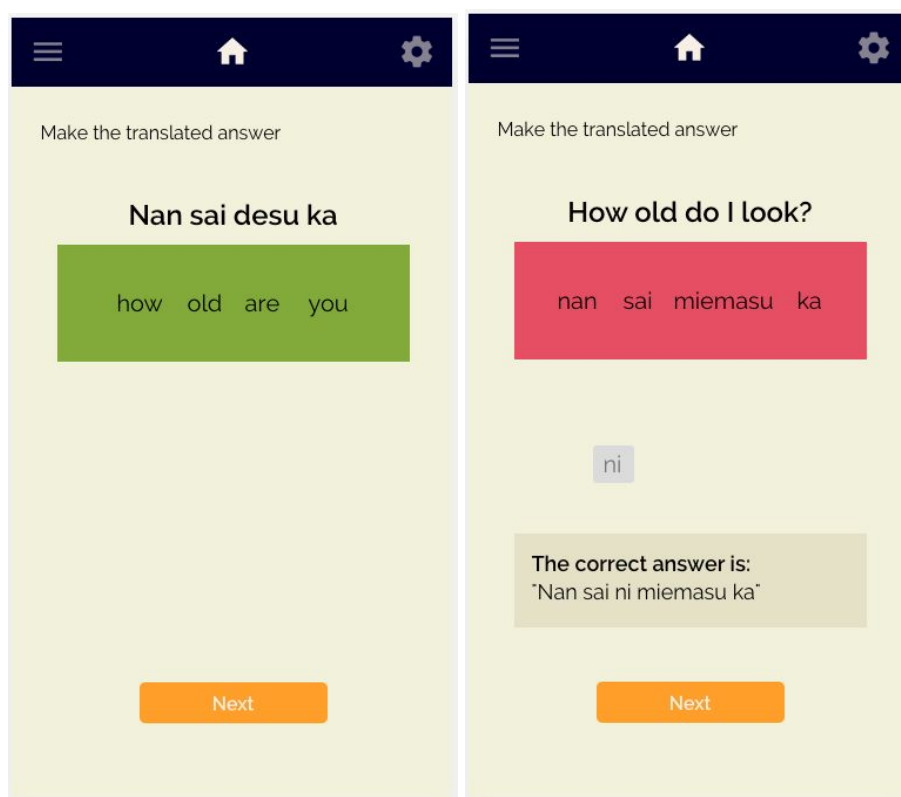 Make the translated answer
Nan sai desu ka
how old are you
Next
Make the translated answer
How old do I look?
nan sai miemasu ka
ni
The correct answer is:
"Nan sai ni miemasu ka"
Next